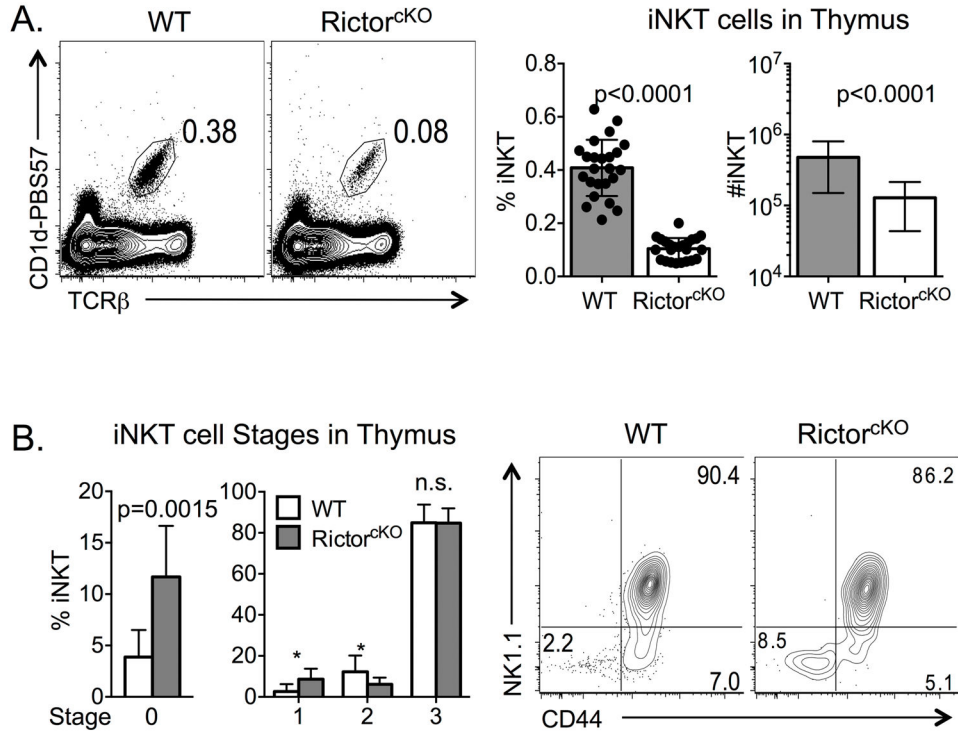 A.
WT
Rictor^cKO
CD1d-PBS57
0.38
0.08
TCRβ
iNKT cells in Thymus
% iNKT
0.8
0.6
0.4
0.2
0.0
p<0.0001
WT
Rictor^cKO
#iNKT
10^7
10^6
10^5
10^4
p<0.0001
WT
Rictor^cKO
B.
iNKT cell Stages in Thymus
% iNKT
20
15
10
5
0
p=0.0015
Stage
0
100
80
60
40
20
0
WT
Rictor^cKO
*
*
n.s.
1
2
3
WT
Rictor^cKO
NK1.1
90.4
2.2
7.0
86.2
8.5
5.1
CD44